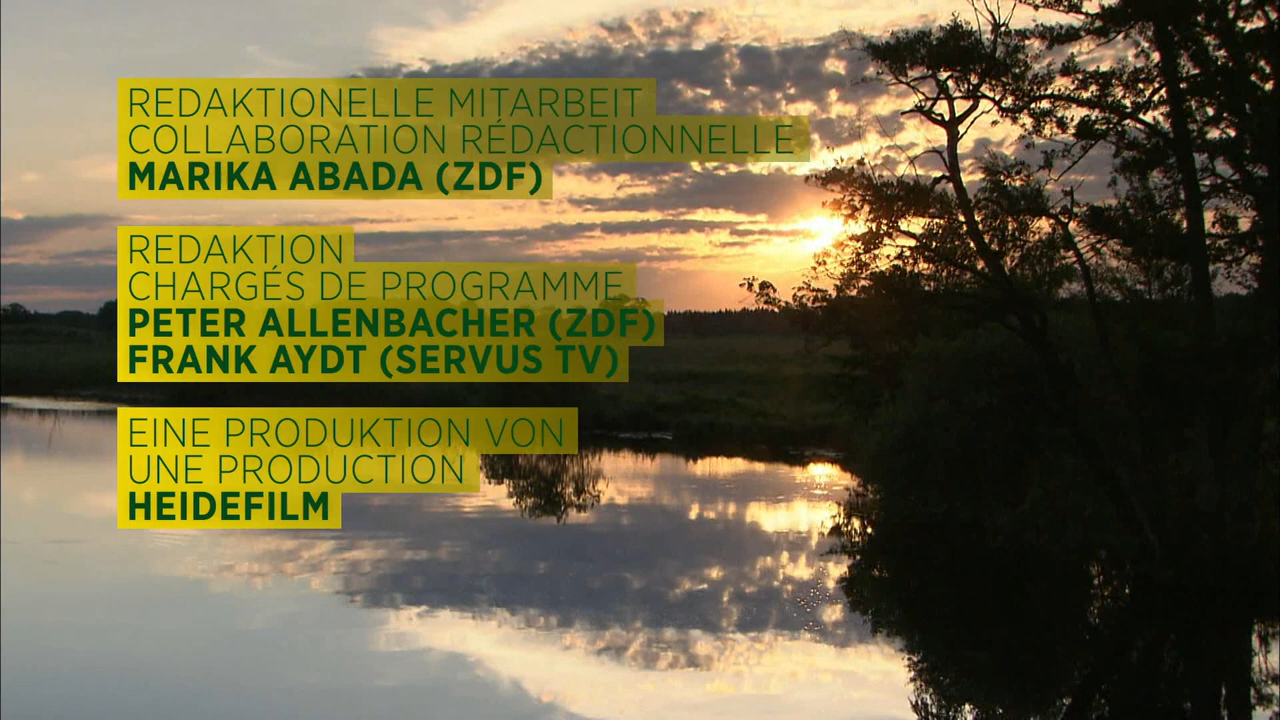 REDAKTIONELLE MITARBEIT
COLLABORATION RÉDACTIONNELLE
MARIKA ABADA (ZDF)
REDAKTION
CHARGÉS DE PROGRAMME
PETER ALLENBACHER (ZDF)
FRANK AYDT (SERVUS TV)
EINE PRODUKTION VON
UNE PRODUCTION
HEIDEFILM